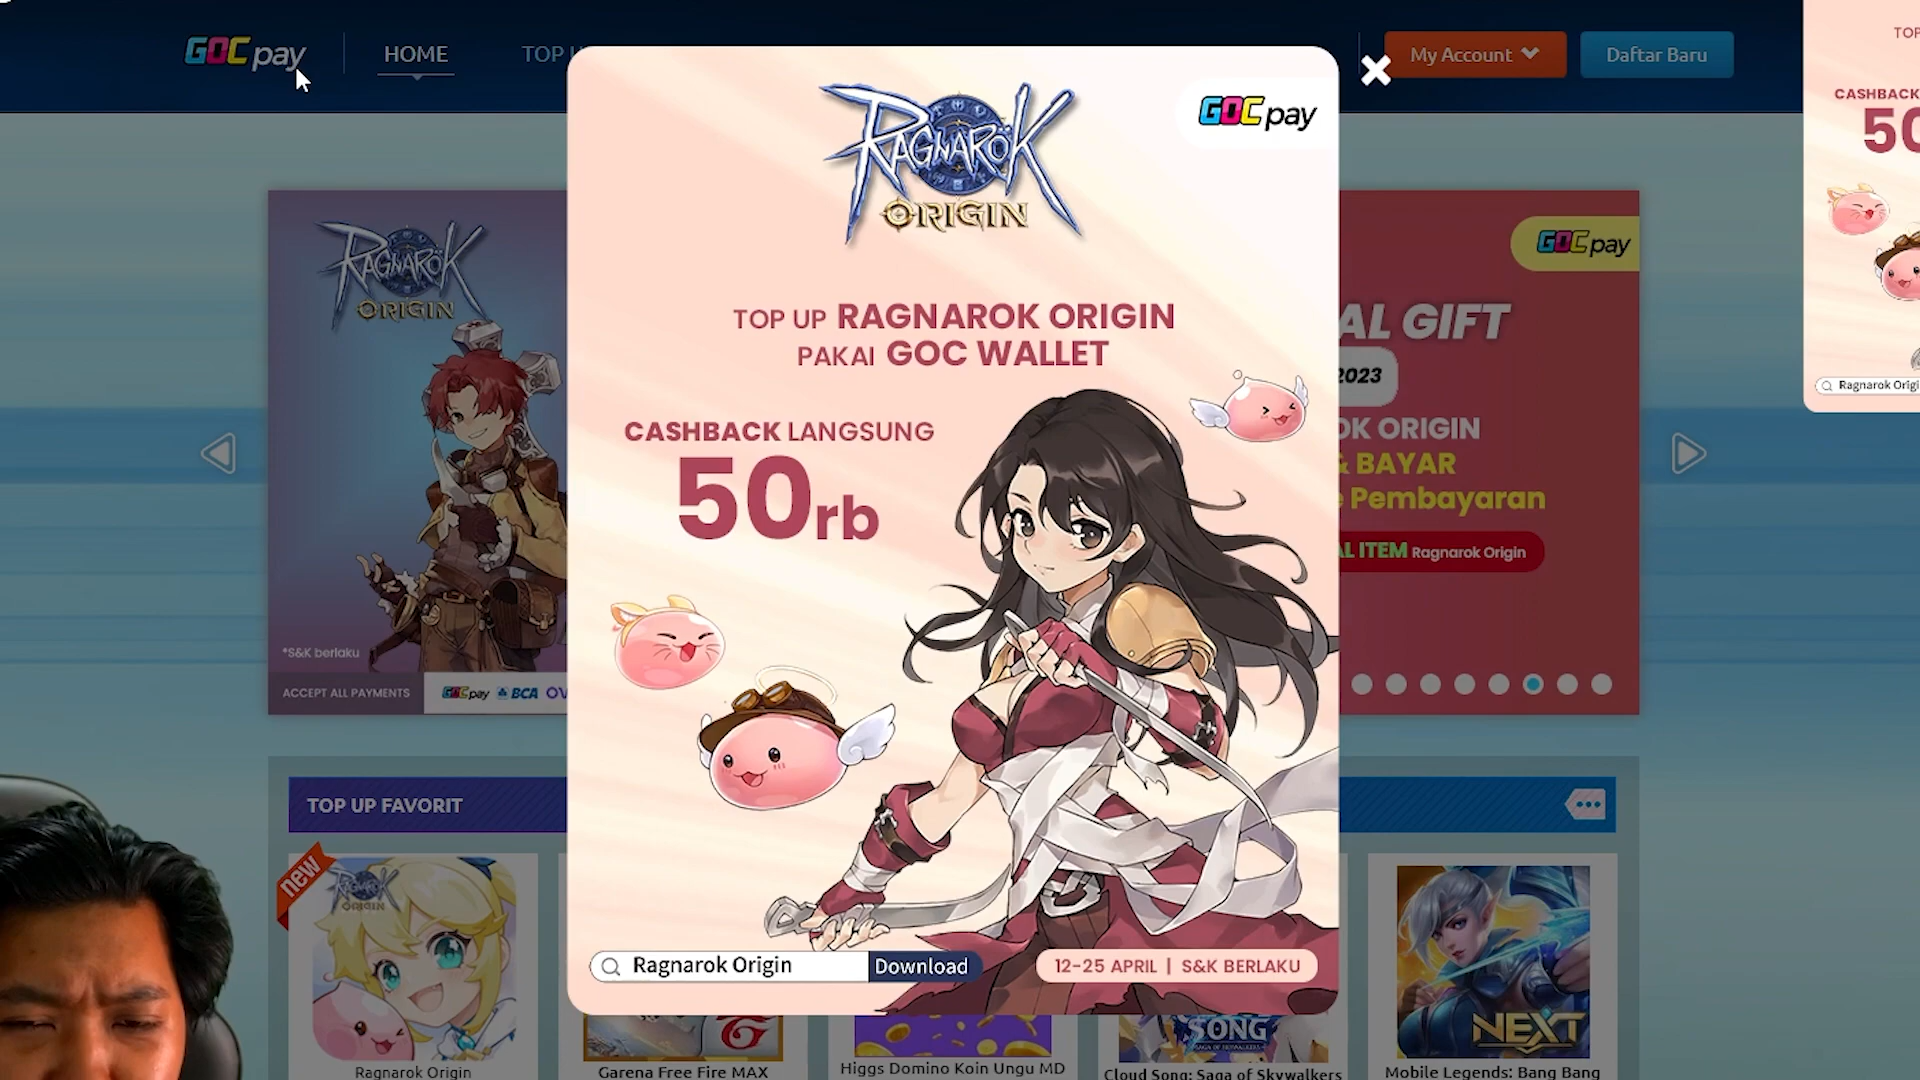 GOC pay
HOME
TOP U
My Account
Daftar Baru
RAGNAROK
ORIGIN
GOC pay
TOP UP RAGNAROK ORIGIN
PAKAI GOC WALLET
CASHBACK LANGSUNG
50rb
Ragnarok Origin
Download
12-25 APRIL | S&K BERLAKU
RAGNAROK
ORIGIN
*S&K berlaku
ACCEPT ALL PAYMENTS
GOC pay
BCA
OV
GOC pay
AL GIFT
2023
OK ORIGIN
& BAYAR
e Pembayaran
AL ITEM Ragnarok Origin
TOP
CASHBACK
50
Ragnarok Origi
TOP UP FAVORIT
new
RAGNAROK
ORIGIN
Ragnarok Origin
Garena Free Fire MAX
Higgs Domino Koin Ungu MD
SONG
Cloud Song: Saga of Skywalkers
NEXT
Mobile Legends: Bang Bang